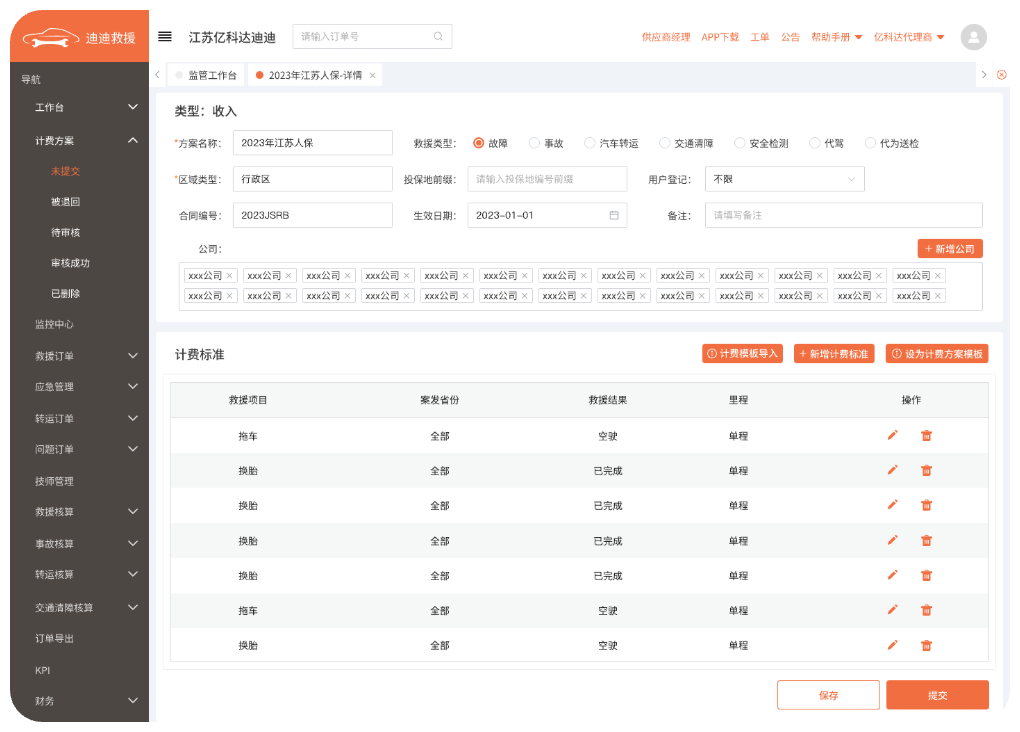 迪迪救援
江苏亿科达迪迪
请输入订单号
供应商经理 APP下载 工单 公告 帮助手册 亿科达代理商
导航
工作台
计费方案
未提交
被退回
待审核
审核成功
已删除
监控中心
救援订单
应急管理
转运订单
问题订单
技师管理
救援核算
事故核算
转运核算
交通清障核算
订单导出
KPI
财务
监管工作台 2023年江苏人保-详情 ×
类型：收入
*方案名称： 2023年江苏人保 救援类型： 故障 事故 汽车转运 交通清障 安全检测 代驾 代为送检
*区域类型： 行政区 投保地前缀： 请输入投保地编号前缀 用户登记： 不限
合同编号： 2023JSRB 生效日期： 2023-01-01 备注： 请填写备注
公司： + 新增公司
xxx公司 × xxx公司 × xxx公司 × xxx公司 × xxx公司 × xxx公司 × xxx公司 × xxx公司 × xxx公司 × xxx公司 × xxx公司 × xxx公司 × xxx公司 ×
xxx公司 × xxx公司 × xxx公司 × xxx公司 × xxx公司 × xxx公司 × xxx公司 × xxx公司 × xxx公司 × xxx公司 × xxx公司 × xxx公司 × xxx公司 ×
计费标准 计费模板导入 + 新增计费标准 设为计费方案模板
救援项目 案发省份 救援结果 里程 操作
拖车 全部 空驶 单程
换胎 全部 已完成 单程
换胎 全部 已完成 单程
换胎 全部 已完成 单程
换胎 全部 已完成 单程
拖车 全部 空驶 单程
换胎 全部 空驶 单程
保存 提交